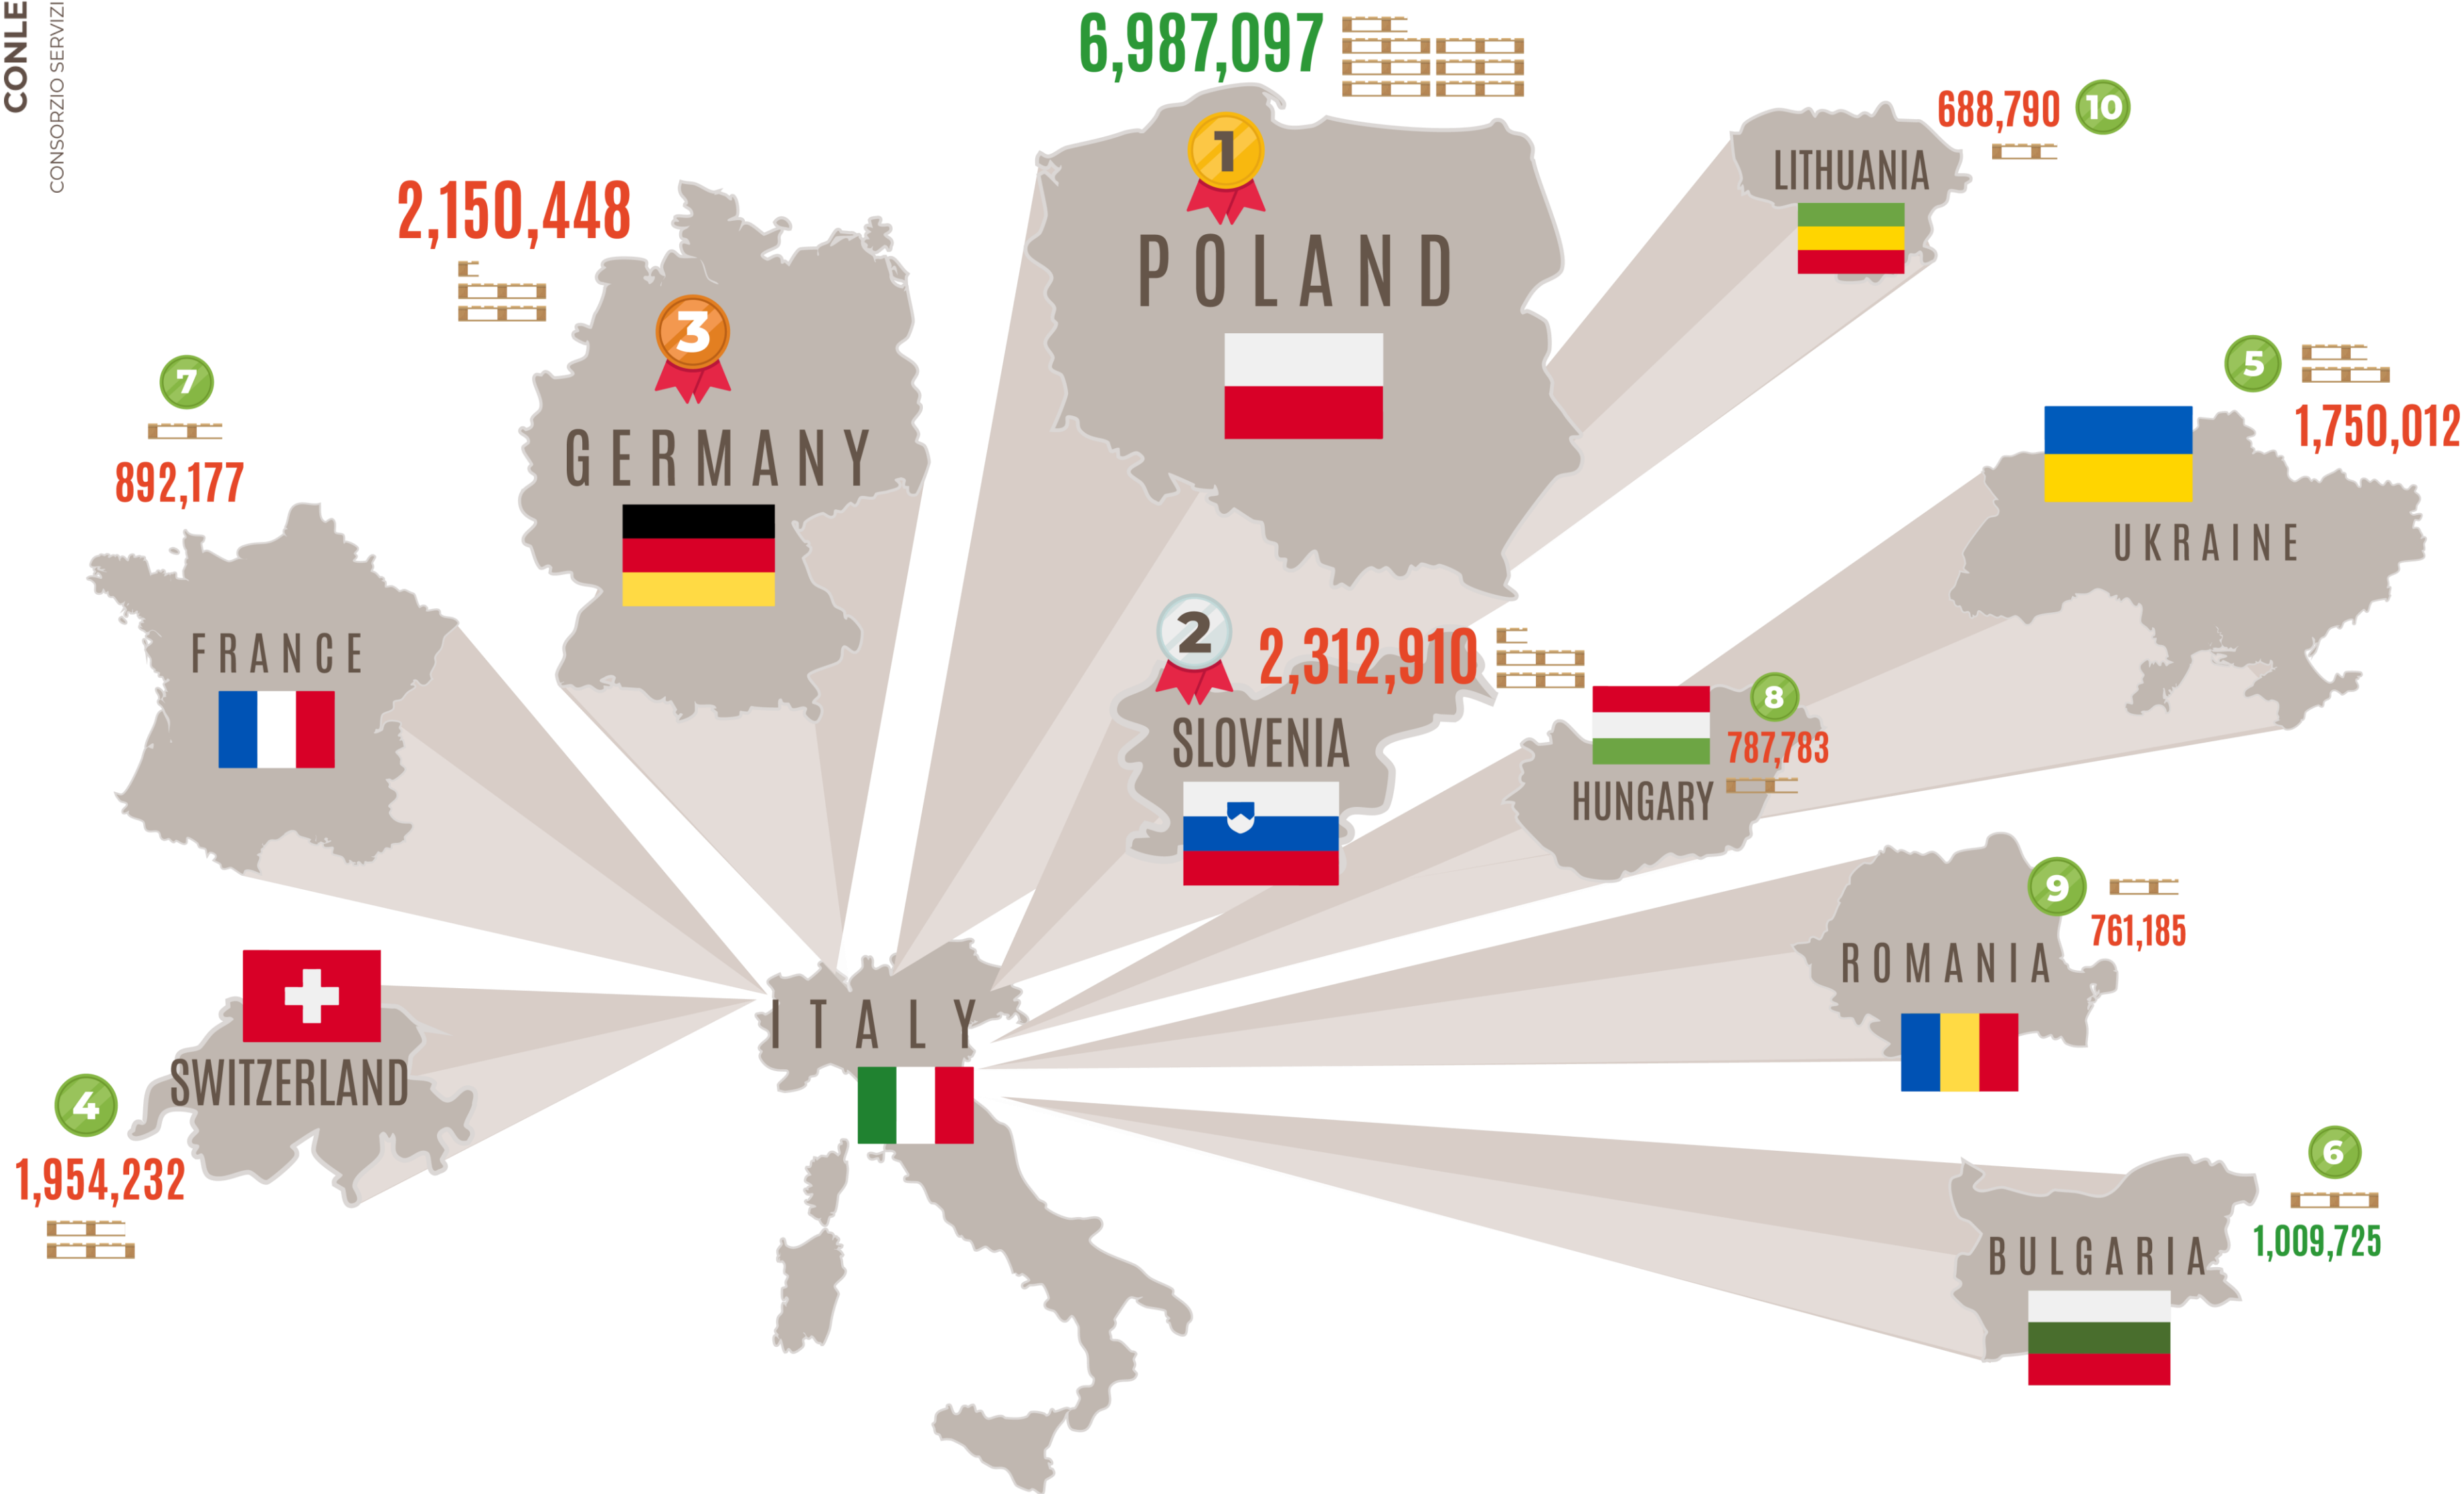 CONLE
CONSORZIO SERVIZI
6,987,097
1
POLAND
688,790
10
LITHUANIA
2,150,448
3
GERMANY
5
1,750,012
UKRAINE
7
892,177
FRANCE
2
2,312,910
SLOVENIA
8
787,783
HUNGARY
9
761,185
ROMANIA
ITALY
SWITZERLAND
4
1,954,232
6
1,009,725
BULGARIA